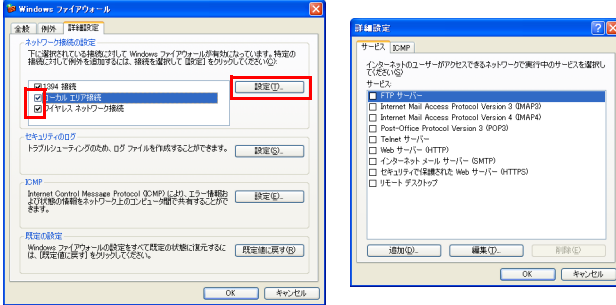 Windows ファイアウォール
全般 例外 詳細設定
ネットワーク接続の設定
下に選択されている接続に対して Windows ファイアウォールが有効になっています。特定の
接続に対して例外を追加するには、接続を選択して [設定] をクリックしてください(C):
1394 接続
ローカル エリア接続
ワイヤレス ネットワーク接続
設定(T)...
セキュリティのログ
トラブルシューティングのため、ログ ファイルを作成することができます。
設定(S)...
ICMP
Internet Control Message Protocol (ICMP) により、エラー情報お
よび状態の情報をネットワーク上のコンピュータ間で共有することがで
きます。
設定(E)...
既定の設定
Windows ファイアウォールの設定をすべて既定の状態に復元するに
は、[既定値に戻す] をクリックしてください。
既定値に戻す(R)
OK キャンセル
詳細設定
サービス ICMP
インターネットのユーザーがアクセスできるネットワークで実行中のサービスを選択し
てください(S)
サービス
FTP サーバー
Internet Mail Access Protocol Version 3 (IMAP3)
Internet Mail Access Protocol Version 4 (IMAP4)
Post-Office Protocol Version 3 (POP3)
Telnet サーバー
Web サーバー (HTTP)
インターネット メール サーバー (SMTP)
セキュリティで保護された Web サーバー (HTTPS)
リモート デスクトップ
追加(D)... 編集(T)... 削除(E)
OK キャンセル